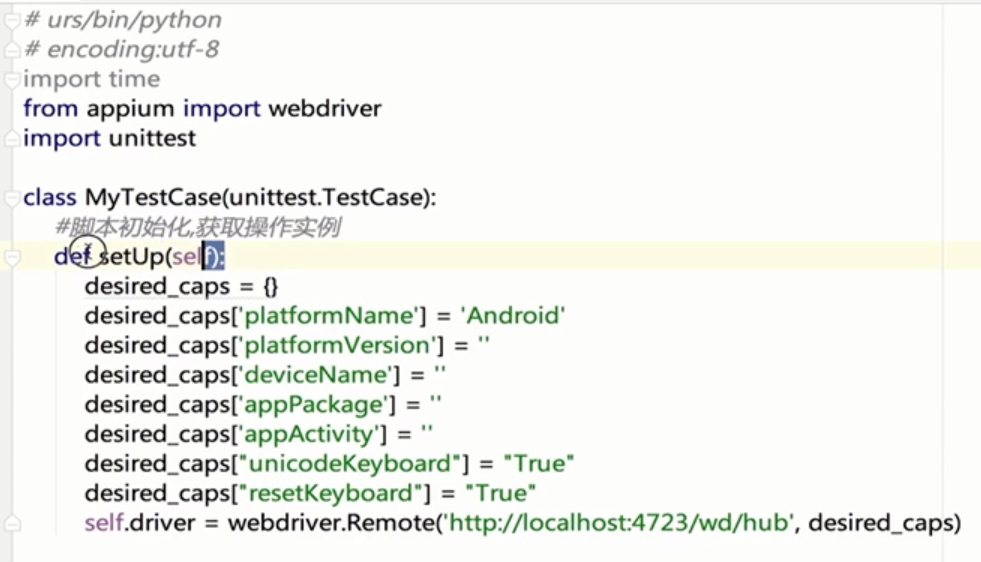 # urs/bin/python
# encoding:utf-8
import time
from appium import webdriver
import unittest
class MyTestCase(unittest.TestCase):
#脚本初始化,获取操作实例
def setUp(self):
desired_caps = {}
desired_caps['platformName'] = 'Android'
desired_caps['platformVersion'] = ''
desired_caps['deviceName'] = ''
desired_caps['appPackage'] = ''
desired_caps['appActivity'] = ''
desired_caps["unicodeKeyboard"] = "True"
desired_caps["resetKeyboard"] = "True"
self.driver = webdriver.Remote('http://localhost:4723/wd/hub', desired_caps)